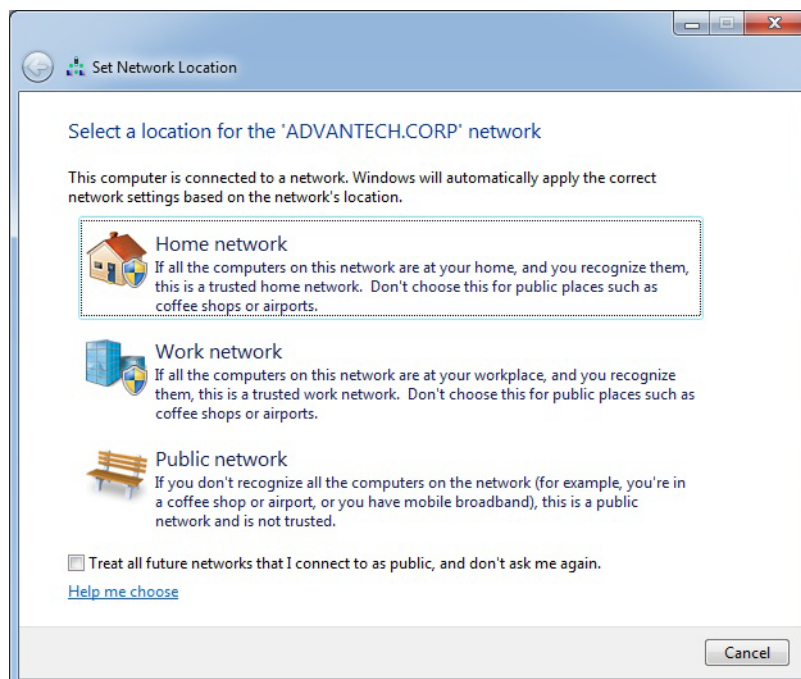 Set Network Location
Select a location for the 'ADVANTECH.CORP' network
This computer is connected to a network. Windows will automatically apply the correct
network settings based on the network's location.
Home network
If all the computers on this network are at your home, and you recognize them,
this is a trusted home network.  Don't choose this for public places such as
coffee shops or airports.
Work network
If all the computers on this network are at your workplace, and you recognize
them, this is a trusted work network.  Don't choose this for public places such as
coffee shops or airports.
Public network
If you don't recognize all the computers on the network (for example, you're in
a coffee shop or airport, or you have mobile broadband), this is a public
network and is not trusted.
Treat all future networks that I connect to as public, and don't ask me again.
Help me choose
Cancel